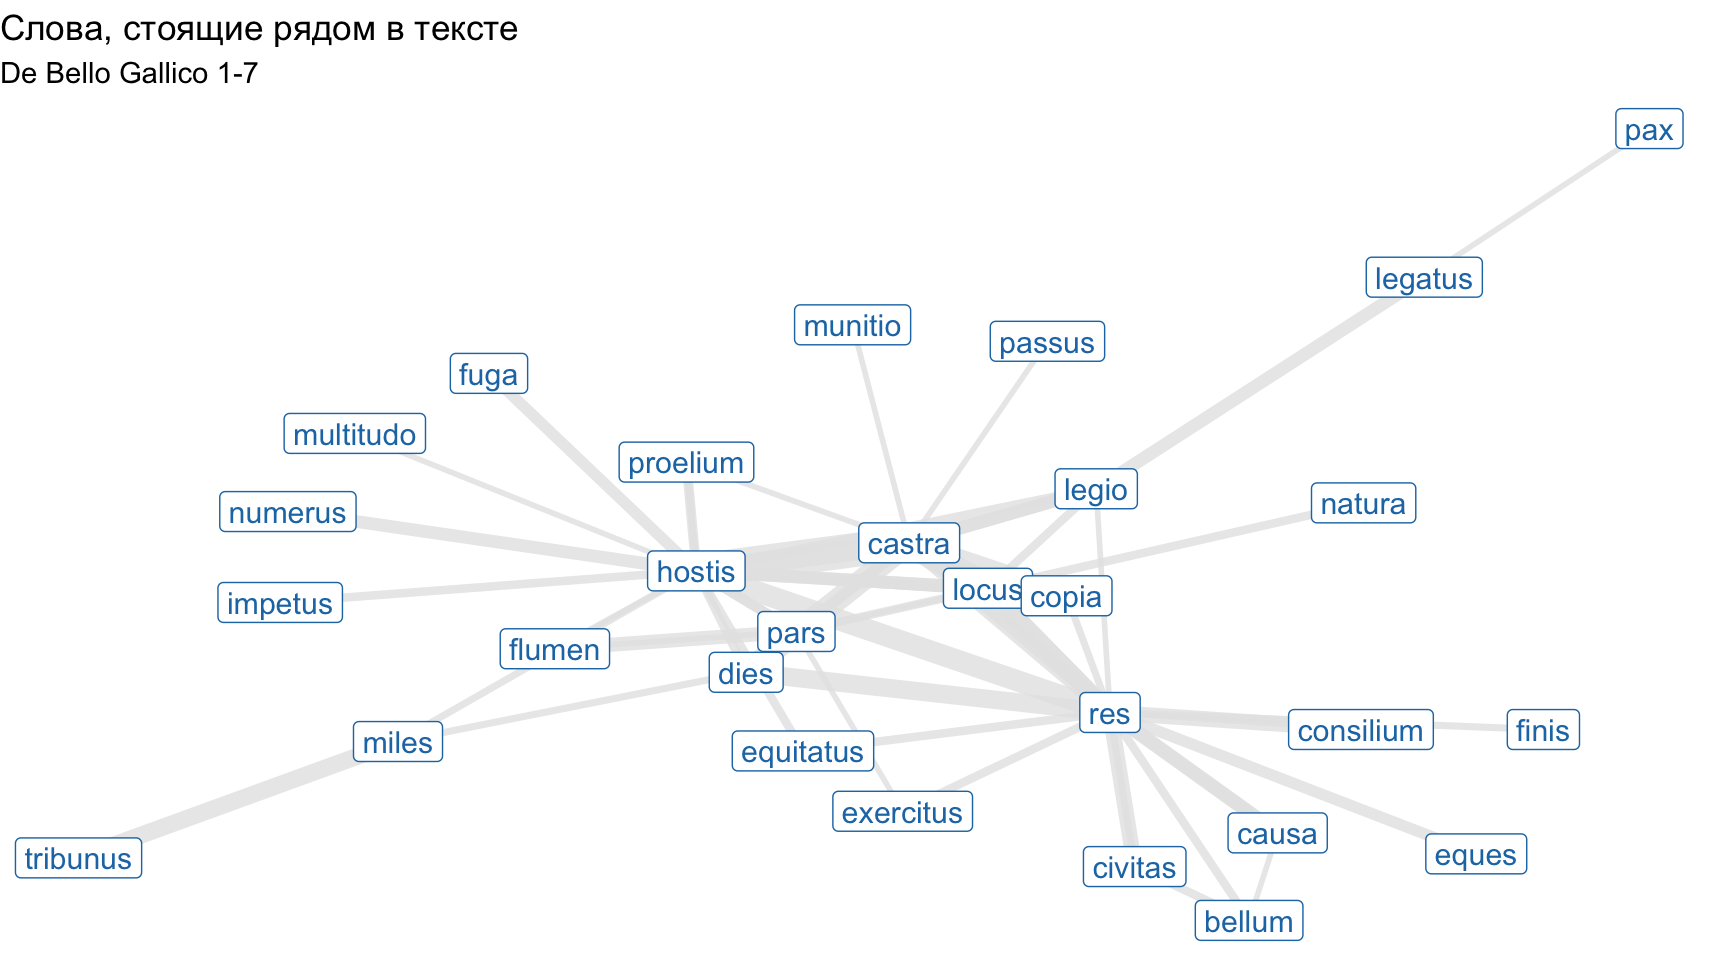 Слова, стоящие рядом в тексте
De Bello Gallico 1-7
pax
legatus
munitio
passus
fuga
multitudo
proelium
legio
natura
numerus
castra
hostis
locus
copia
impetus
pars
flumen
dies
res
consilium
finis
miles
equitatus
exercitus
causa
eques
tribunus
civitas
bellum